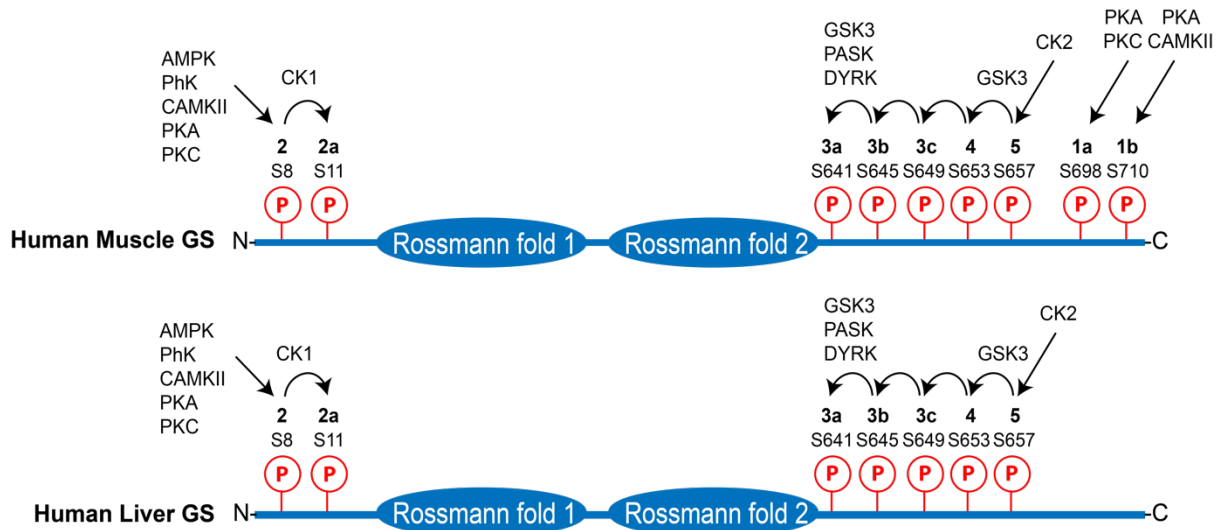 PKA PKA
PKC CAMKII
GSK3
PASK
DYRK
CK2
GSK3
AMPK
PhK
CAMKII
PKA
PKC
CK1
2 2a 3a 3b 3c 4 5 1a 1b
S8 S11 S641 S645 S649 S653 S657 S698 S710
P P P P P P P P P
Human Muscle GS N- Rossmann fold 1 Rossmann fold 2 -C
GSK3
PASK
DYRK
CK2
GSK3
AMPK
PhK
CAMKII
PKA
PKC
CK1
2 2a 3a 3b 3c 4 5
S8 S11 S641 S645 S649 S653 S657
P P P P P P P
Human Liver GS N- Rossmann fold 1 Rossmann fold 2 -C